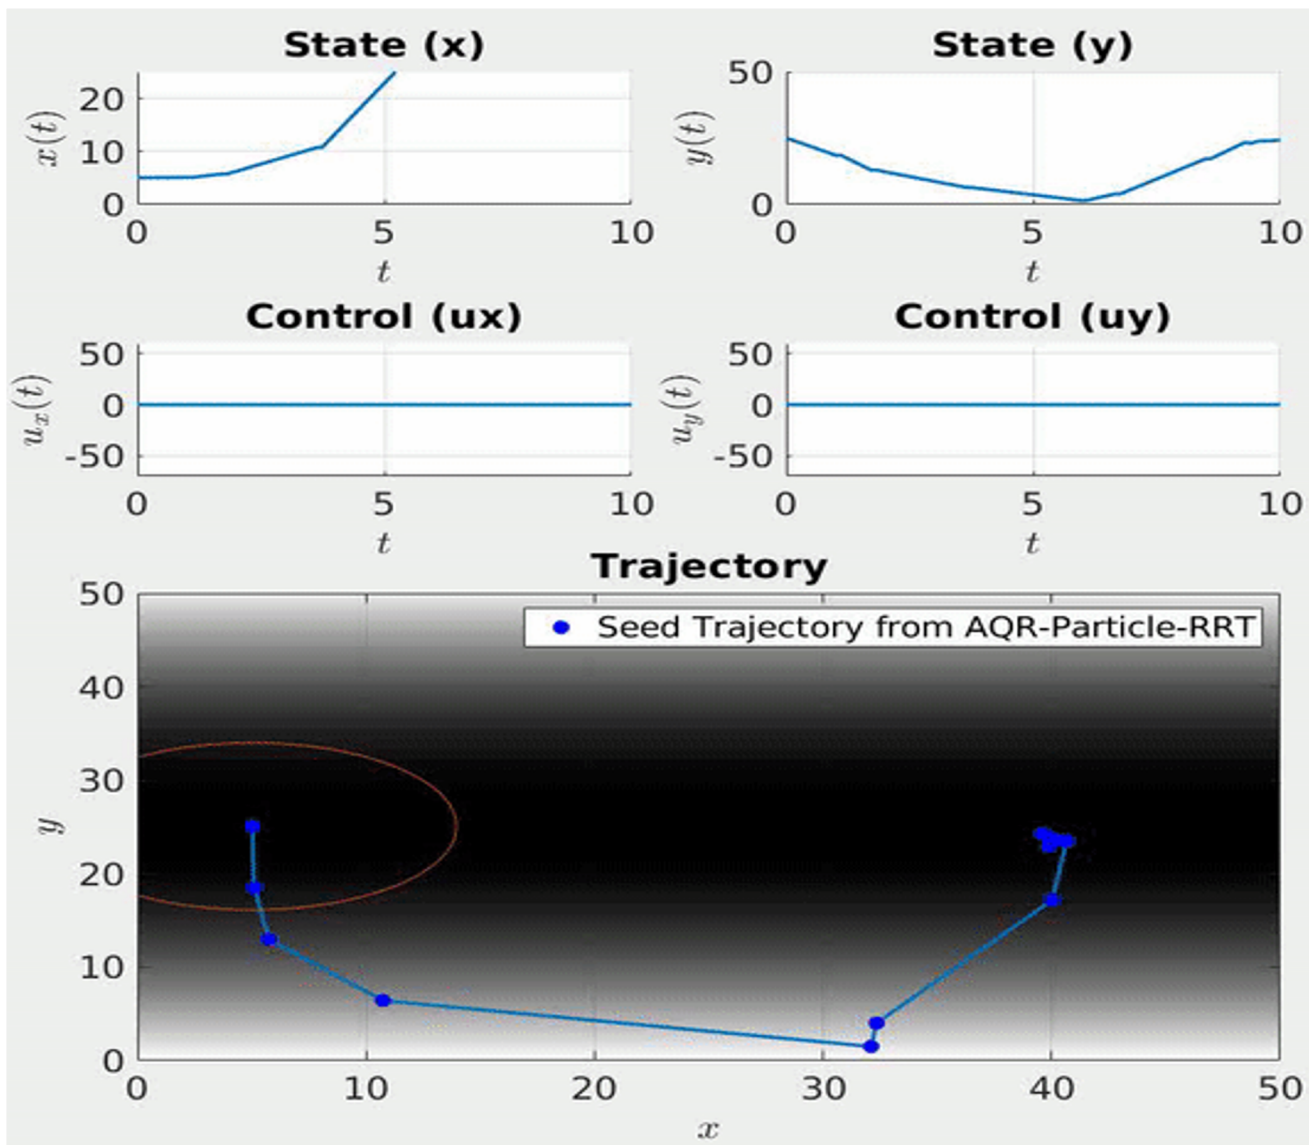 State (x)
x(t)
20
10
0
0 5 10
t
State (y)
y(t)
50
0
0 5 10
t
Control (ux)
u_x(t)
50
0
-50
0 5 10
t
Control (uy)
u_y(t)
50
0
-50
0 5 10
t
Trajectory
Seed Trajectory from AQR-Particle-RRT
y
50
40
30
20
10
0
0 10 20 30 40 50
x